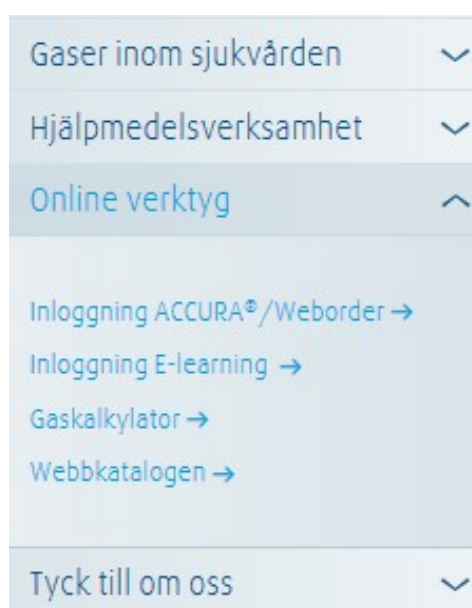 Gaser inom sjukvården
Hjälpmedelsverksamhet
Online verktyg
Inloggning ACCURA®/Weborder →
Inloggning E-learning →
Gaskalkylator →
Webbkatalogen →
Tyck till om oss